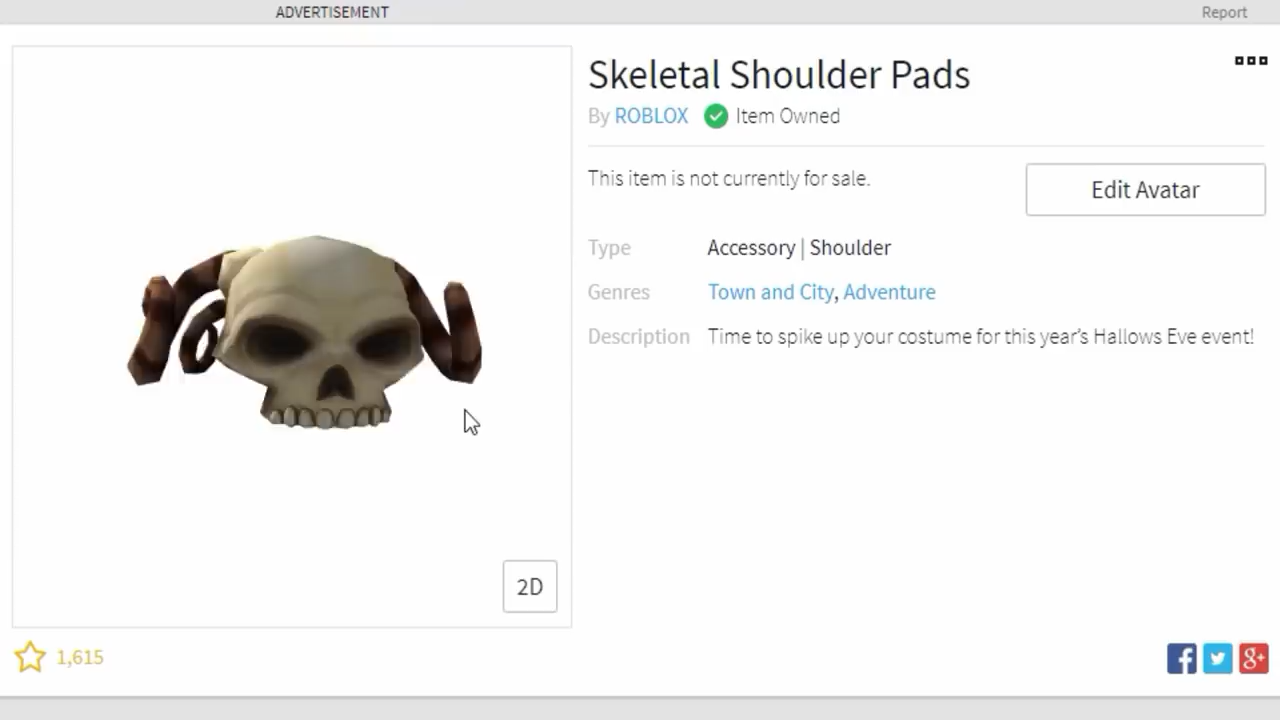 ADVERTISEMENT
Report
Skeletal Shoulder Pads
By ROBLOX Item Owned
This item is not currently for sale.
Edit Avatar
Type Accessory | Shoulder
Genres Town and City, Adventure
Description Time to spike up your costume for this year's Hallows Eve event!
2D
1,615
f
g+